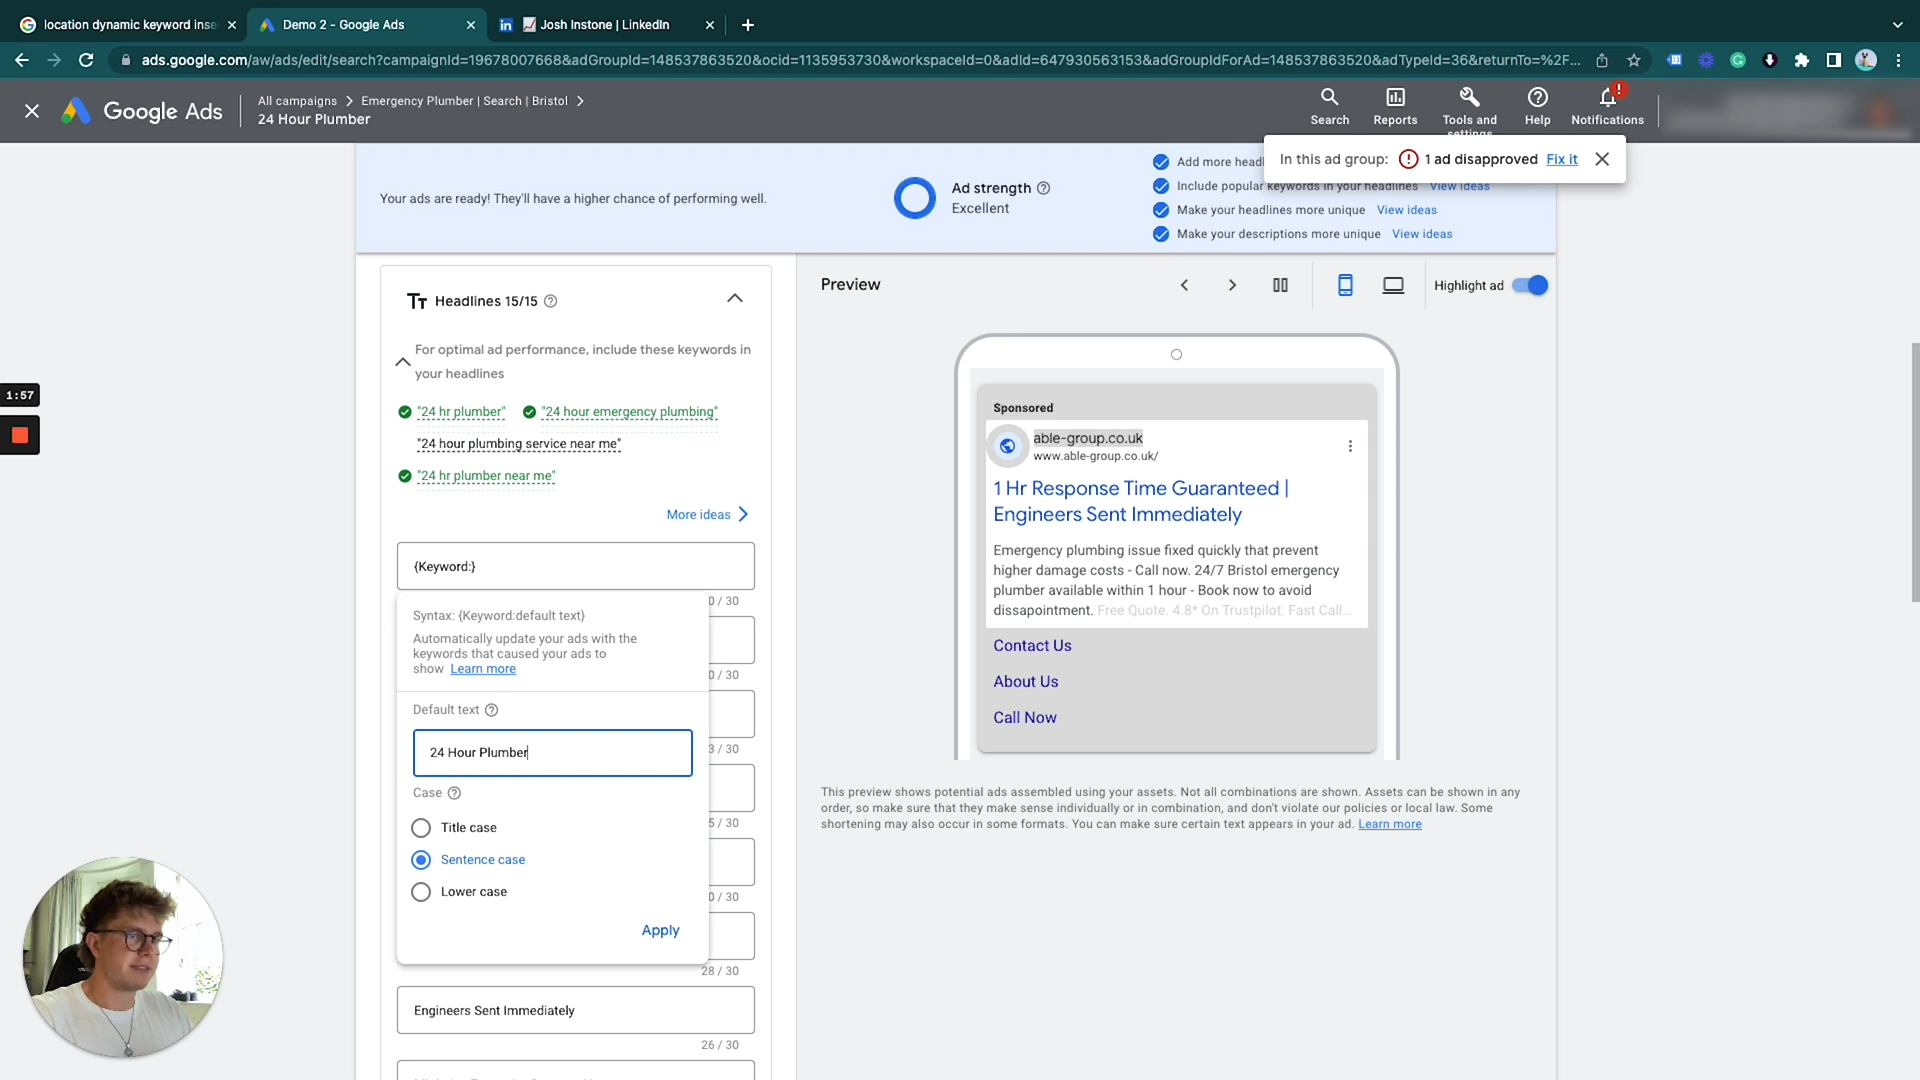 location dynamic keyword inse
Demo 2 - Google Ads
Josh Instone | LinkedIn
ads.google.com/aw/ads/edit/search?campaignId=19678007668&adGroupId=148537863520&ocid=1135953730&workspaceId=0&adId=647930563153&adGroupIdForAd=148537863520&adTypeId=36&returnTo=%2F...
Google Ads
All campaigns
Emergency Plumber | Search | Bristol
24 Hour Plumber
Search
Reports
Tools and settings
Help
Notifications
In this ad group:
1 ad disapproved
Fix it
Your ads are ready! They'll have a higher chance of performing well.
Ad strength
Excellent
Add more headl
Include popular keywords in your headlines View ideas
Make your headlines more unique View ideas
Make your descriptions more unique View ideas
Headlines 15/15
For optimal ad performance, include these keywords in
your headlines
"24 hr plumber"
"24 hour emergency plumbing"
"24 hour plumbing service near me"
"24 hr plumber near me"
More ideas
{Keyword:}
0 / 30
Syntax: {Keyword:default text}
Automatically update your ads with the
keywords that caused your ads to
show Learn more
0 / 30
Default text
24 Hour Plumber
3 / 30
Case
Title case
5 / 30
Sentence case
Lower case
0 / 30
Apply
28 / 30
Engineers Sent Immediately
26 / 30
Preview
Highlight ad
Sponsored
able-group.co.uk
www.able-group.co.uk/
1 Hr Response Time Guaranteed |
Engineers Sent Immediately
Emergency plumbing issue fixed quickly that prevent
higher damage costs - Call now. 24/7 Bristol emergency
plumber available within 1 hour - Book now to avoid
dissapointment. Free Quote. 4.8* On Trustpilot. Fast Call...
Contact Us
About Us
Call Now
This preview shows potential ads assembled using your assets. Not all combinations are shown. Assets can be shown in any
order, so make sure that they make sense individually or in combination, and don't violate our policies or local law. Some
shortening may also occur in some formats. You can make sure certain text appears in your ad. Learn more
1:57